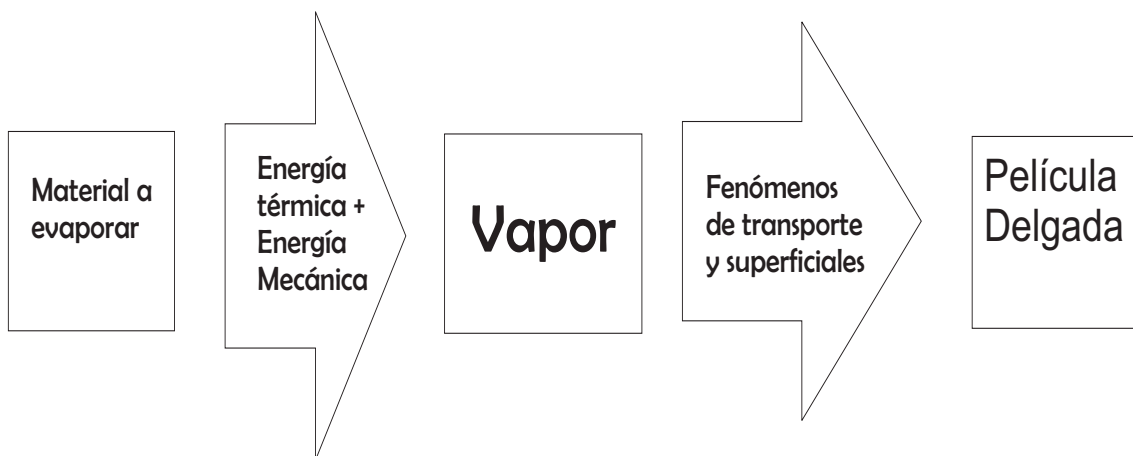 Material a
evaporar
Energía
térmica +
Energía
Mecánica
Vapor
Fenómenos
de transporte
y superficiales
Película
Delgada